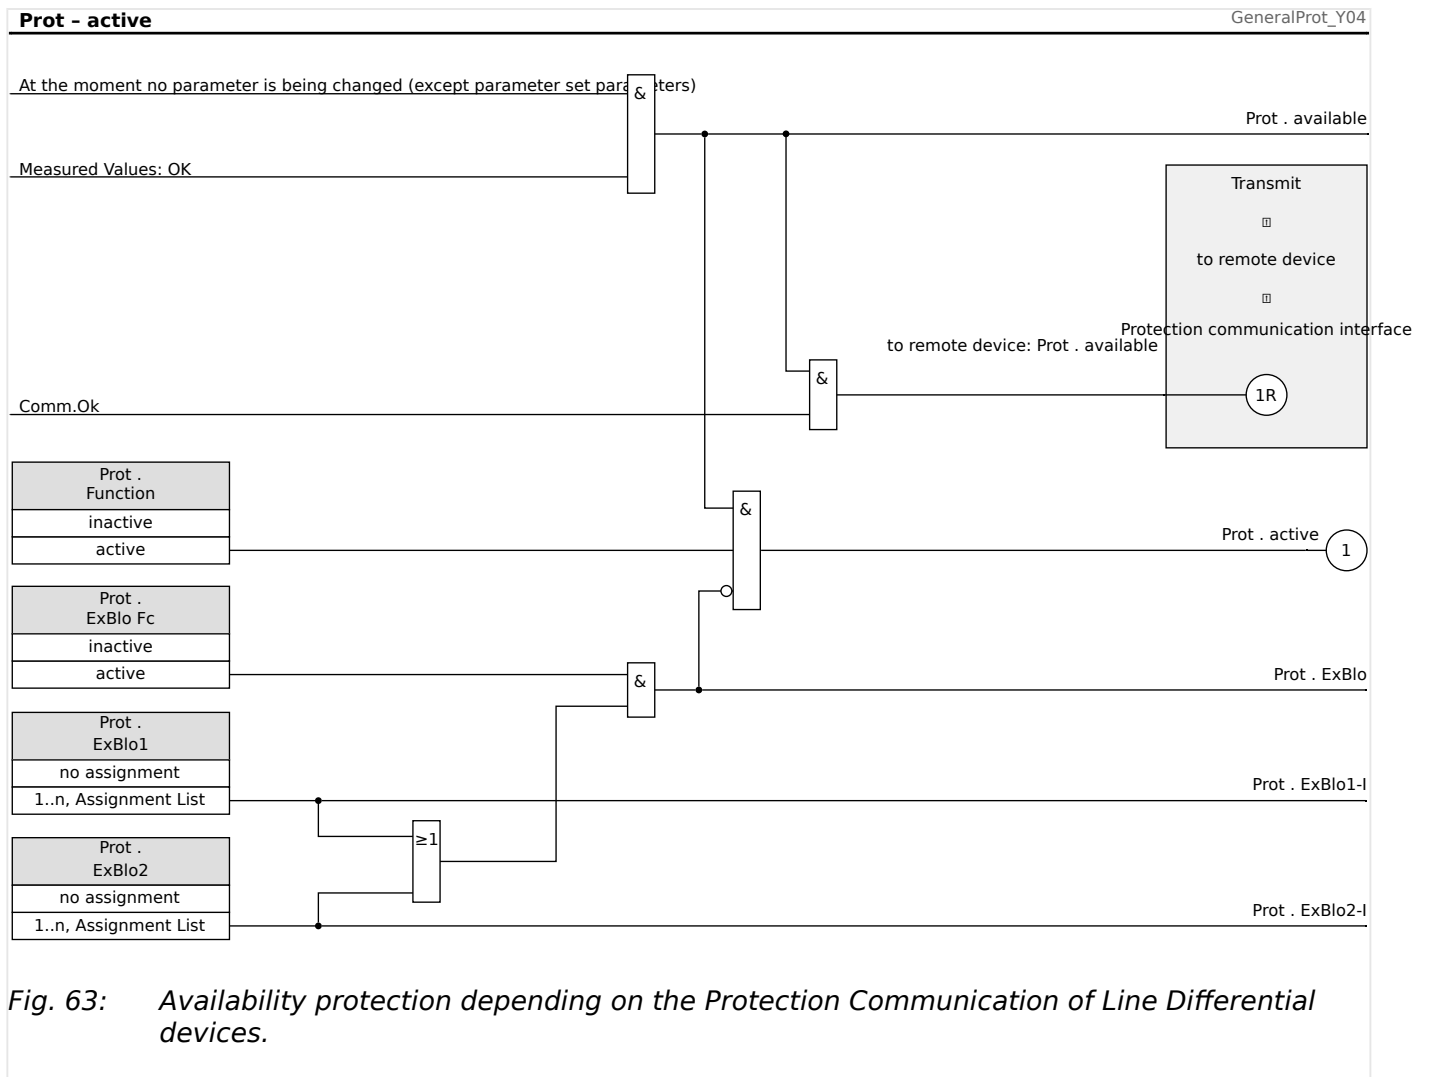 Prot – active
GeneralProt_Y04
At the moment no parameter is being changed (except parameter set parameters)
&
Prot . available
Measured Values: OK
Transmit
to remote device
Protection communication interface
to remote device: Prot . available
&
1R
Comm.Ok
Prot .
Function
inactive
active
&
Prot . active
1
Prot .
ExBlo Fc
inactive
active
&
Prot . ExBlo
Prot .
ExBlo1
no assignment
1..n, Assignment List
Prot . ExBlo1-I
≥1
Prot .
ExBlo2
no assignment
1..n, Assignment List
Prot . ExBlo2-I
Fig. 63: Availability protection depending on the Protection Communication of Line Differential
devices.